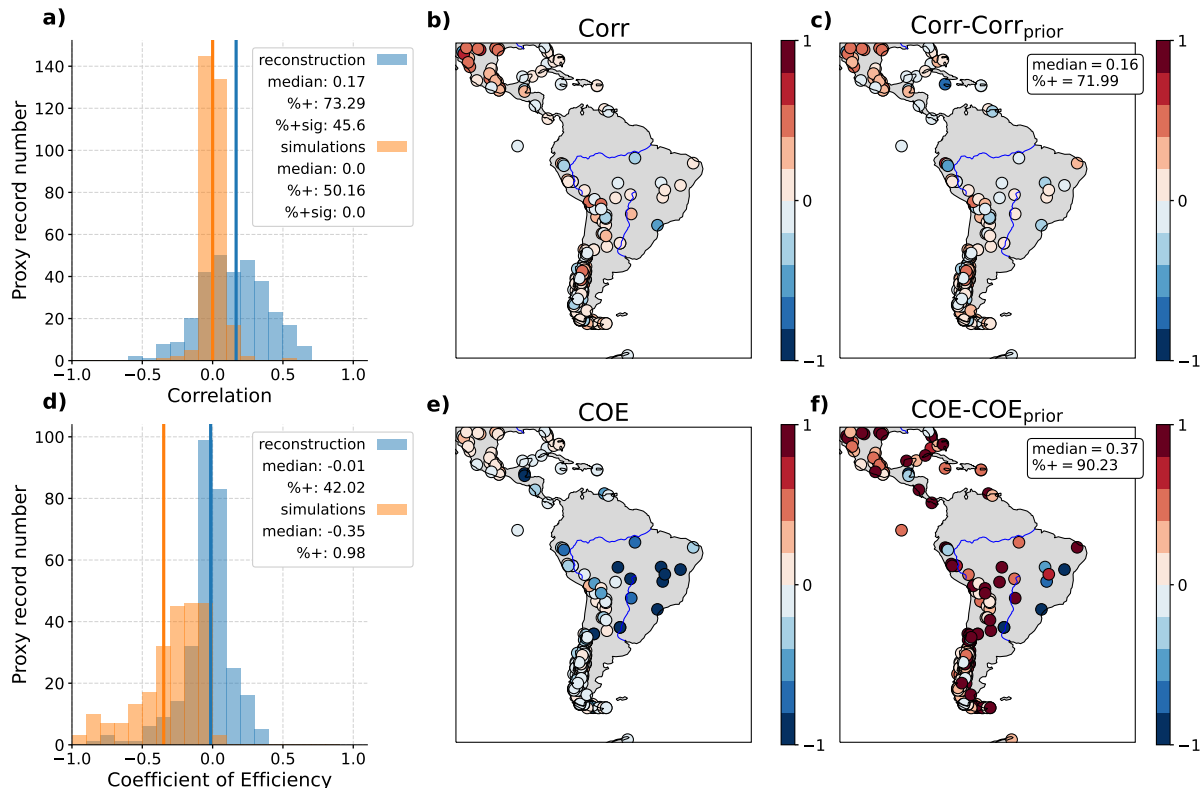 a)
Proxy record number
0
20
40
60
80
100
120
140
−1.0
−0.5
0.0
0.5
1.0
Correlation
reconstruction
median: 0.17
%+: 73.29
%+sig: 45.6
simulations
median: 0.0
%+: 50.16
%+sig: 0.0
b)
Corr
1
0
−1
c)
Corr-Corrprior
median = 0.16
%+ = 71.99
1
0
−1
d)
Proxy record number
0
20
40
60
80
100
−1.0
−0.5
0.0
0.5
1.0
Coefficient of Efficiency
reconstruction
median: -0.01
%+: 42.02
simulations
median: -0.35
%+: 0.98
e)
COE
1
0
−1
f)
COE-COEprior
median = 0.37
%+ = 90.23
1
0
−1